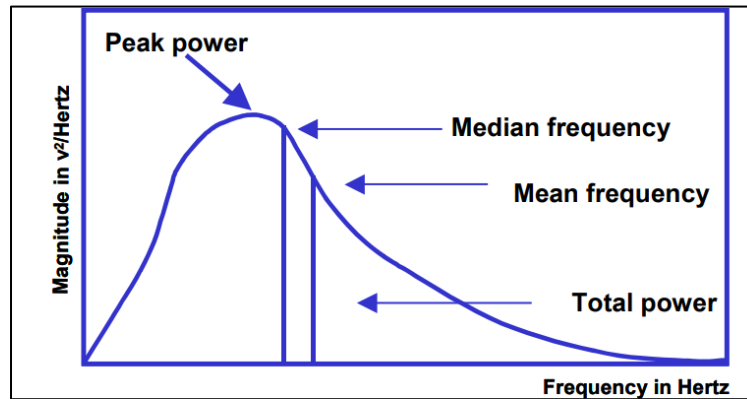 Peak power
Median frequency
Mean frequency
Total power
Magnitude in v²/Hertz
Frequency in Hertz